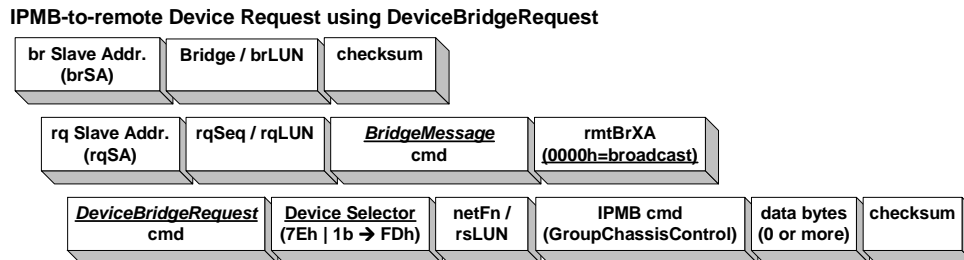 IPMB-to-remote Device Request using DeviceBridgeRequest
br Slave Addr. (brSA)
Bridge / brLUN
checksum
rq Slave Addr. (rqSA)
rqSeq / rqLUN
BridgeMessage cmd
rmtBrXA (0000h=broadcast)
DeviceBridgeRequest cmd
Device Selector (7Eh | 1b → FDh)
netFn / rsLUN
IPMB cmd (GroupChassisControl)
data bytes (0 or more)
checksum